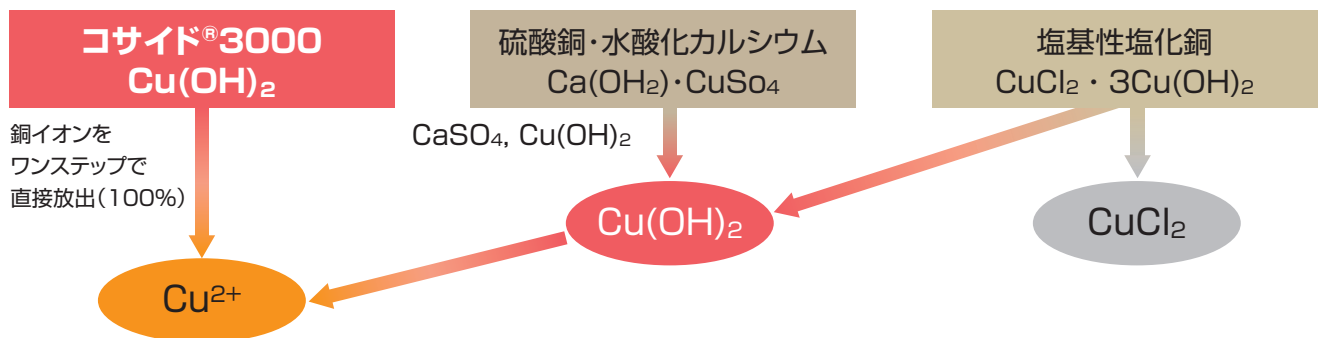 コサイド®3000
Cu(OH)₂
硫酸銅・水酸化カルシウム
Ca(OH₂)・CuSo₄
塩基性塩化銅
CuCl₂・3Cu(OH)₂
銅イオンを
ワンステップで
直接放出(100%)
CaSO₄, Cu(OH)₂
Cu(OH)₂
CuCl₂
Cu²⁺